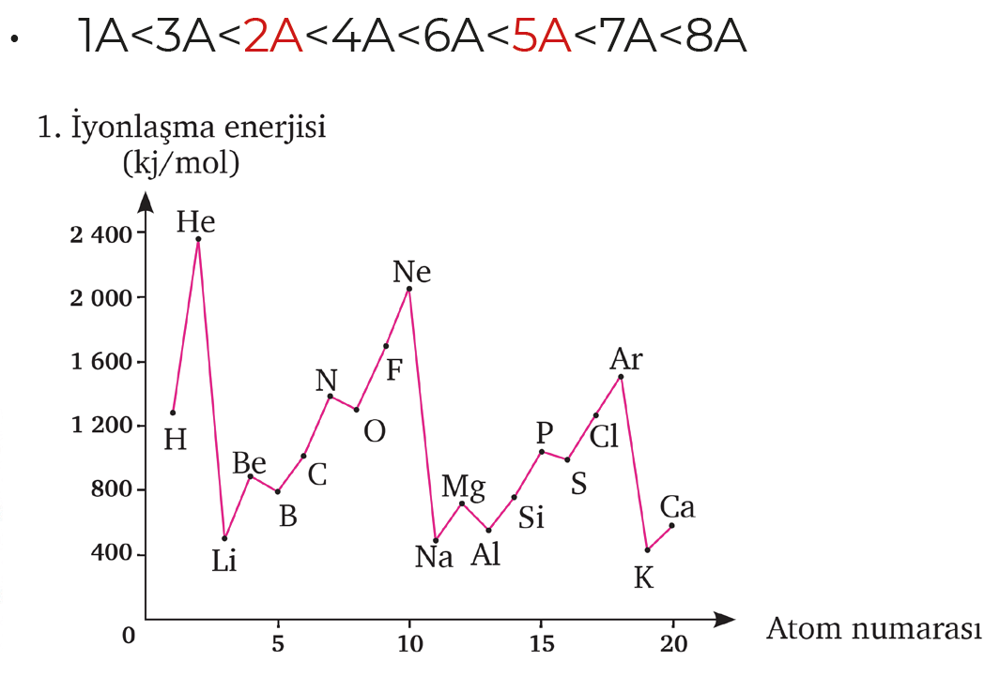 • 1A<3A<2A<4A<6A<5A<7A<8A
1. İyonlaşma enerjisi
(kj/mol)
He
2 400
Ne
2 000
Ar
1 600
F
N
1 200
H
O
P
Cl
Be
C
S
800
Mg
B
Si
Ca
400
Li
Na
Al
K
0
5
10
15
20
Atom numarası